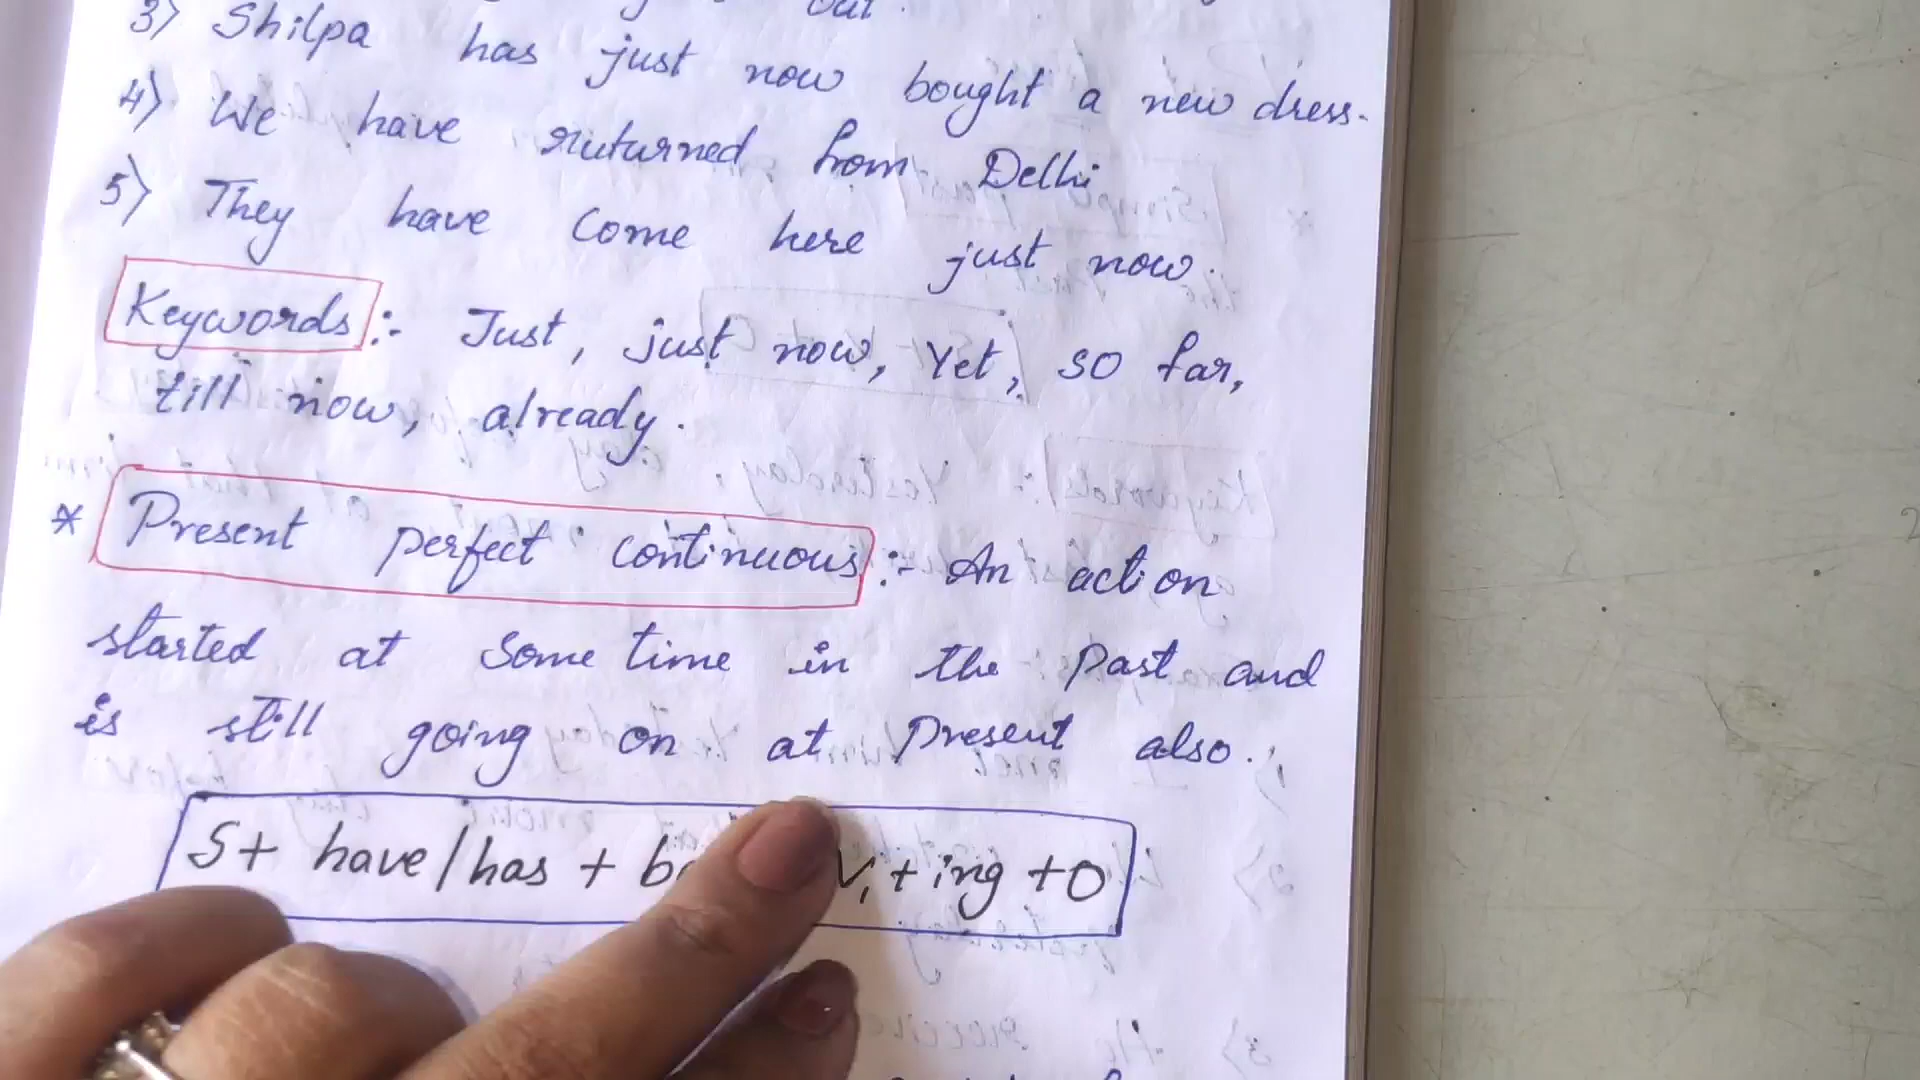 3) Shilpa has just now bought a new dress.
4) We have returned from Delhi
5) They have come here just now.
Keywords :- Just, just now, Yet, so far,
till now, already.
* Present perfect continuous :- An action
started at some time in the past and
is still going on at present also.
S+ have/has + V1+ing +O